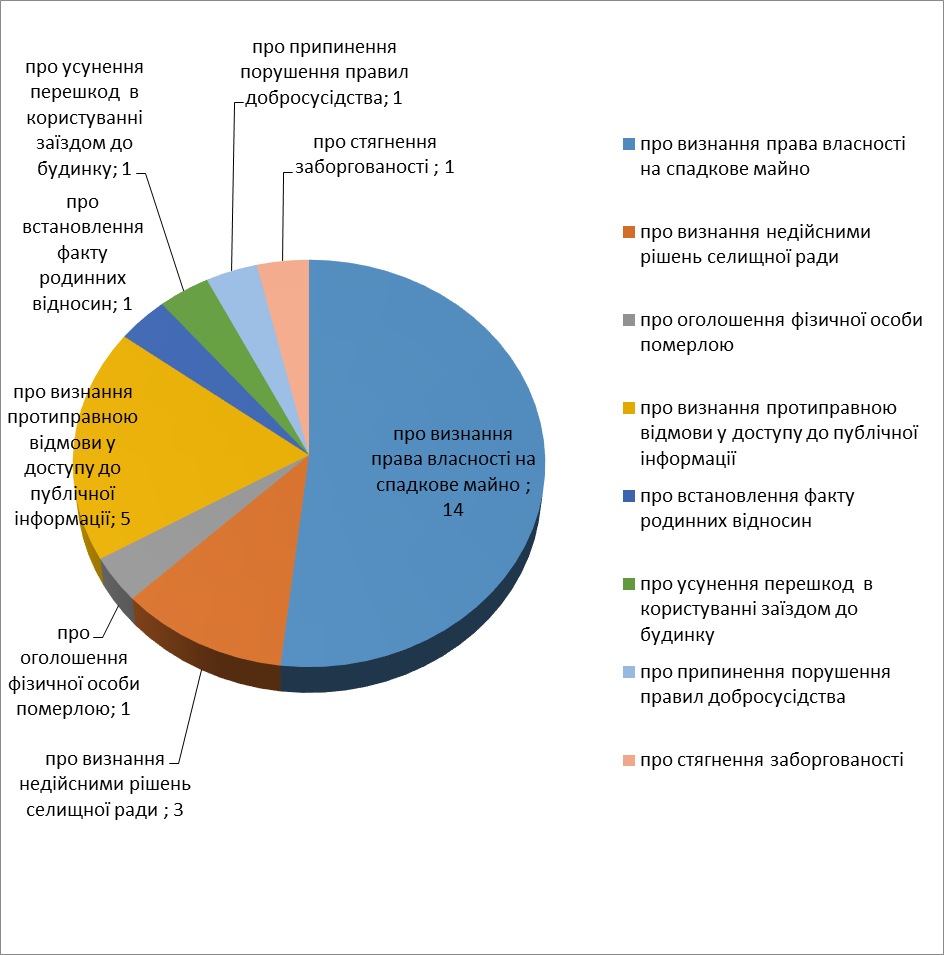 про припинення
порушення правил
добросусідства; 1
про усунення
перешкод  в
користуванні
заїздом до
будинку; 1
про стягнення
заборгованості ; 1
про
встановлення
факту
родинних
відносин; 1
про визнання
протиправною
відмови у
доступу до
публічної
інформації; 5
про визнання
права власності на
спадкове майно ;
14
про
оголошення
фізичної особи
померлою; 1
про визнання
недійсними рішень
селищної ради ; 3
про визнання права власності
на спадкове майно
про визнання недійсними
рішень селищної ради
про оголошення фізичної особи
померлою
про визнання протиправною
відмови у доступу до публічної
інформації
про встановлення факту
родинних відносин
про усунення перешкод  в
користуванні заїздом до
будинку
про припинення порушення
правил добросусідства
про стягнення заборгованості